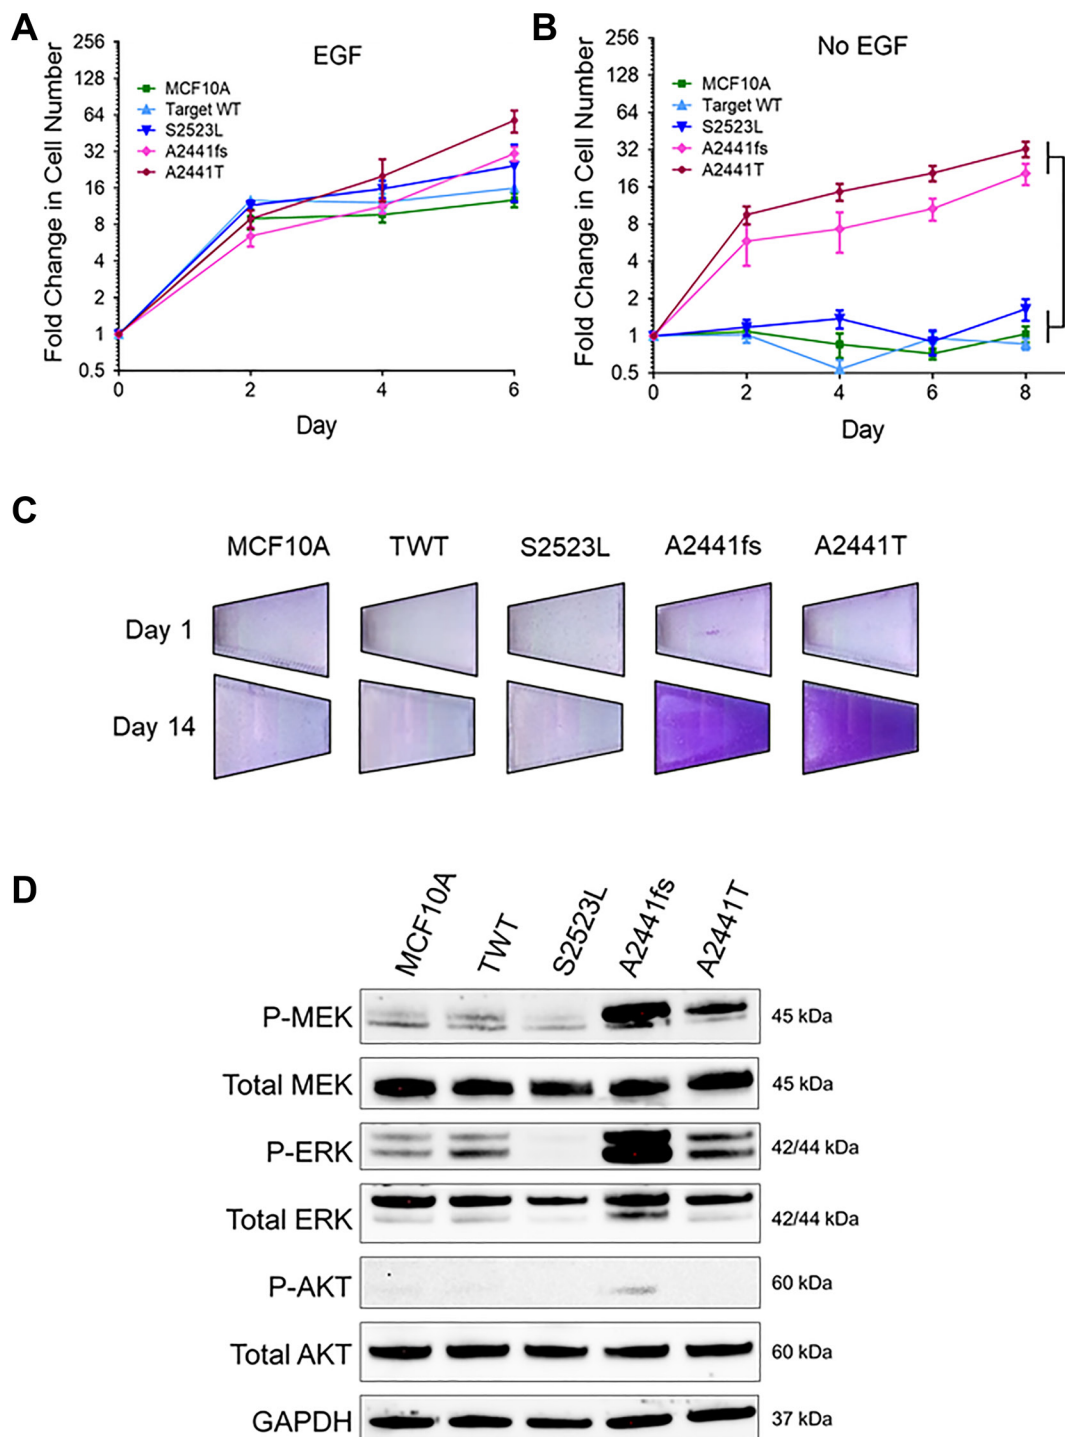 A
EGF
256
128
64
32
16
8
4
2
1
0.5
Fold Change in Cell Number
MCF10A
Target WT
S2523L
A2441fs
A2441T
0 2 4 6
Day
B
No EGF
256
128
64
32
16
8
4
2
1
0.5
Fold Change in Cell Number
MCF10A
Target WT
S2523L
A2441fs
A2441T
0 2 4 6 8
Day
C
MCF10A TWT S2523L A2441fs A2441T
Day 1
Day 14
D
MCF10A TWT S2523L A2441fs A2441T
P-MEK 45 kDa
Total MEK 45 kDa
P-ERK 42/44 kDa
Total ERK 42/44 kDa
P-AKT 60 kDa
Total AKT 60 kDa
GAPDH 37 kDa